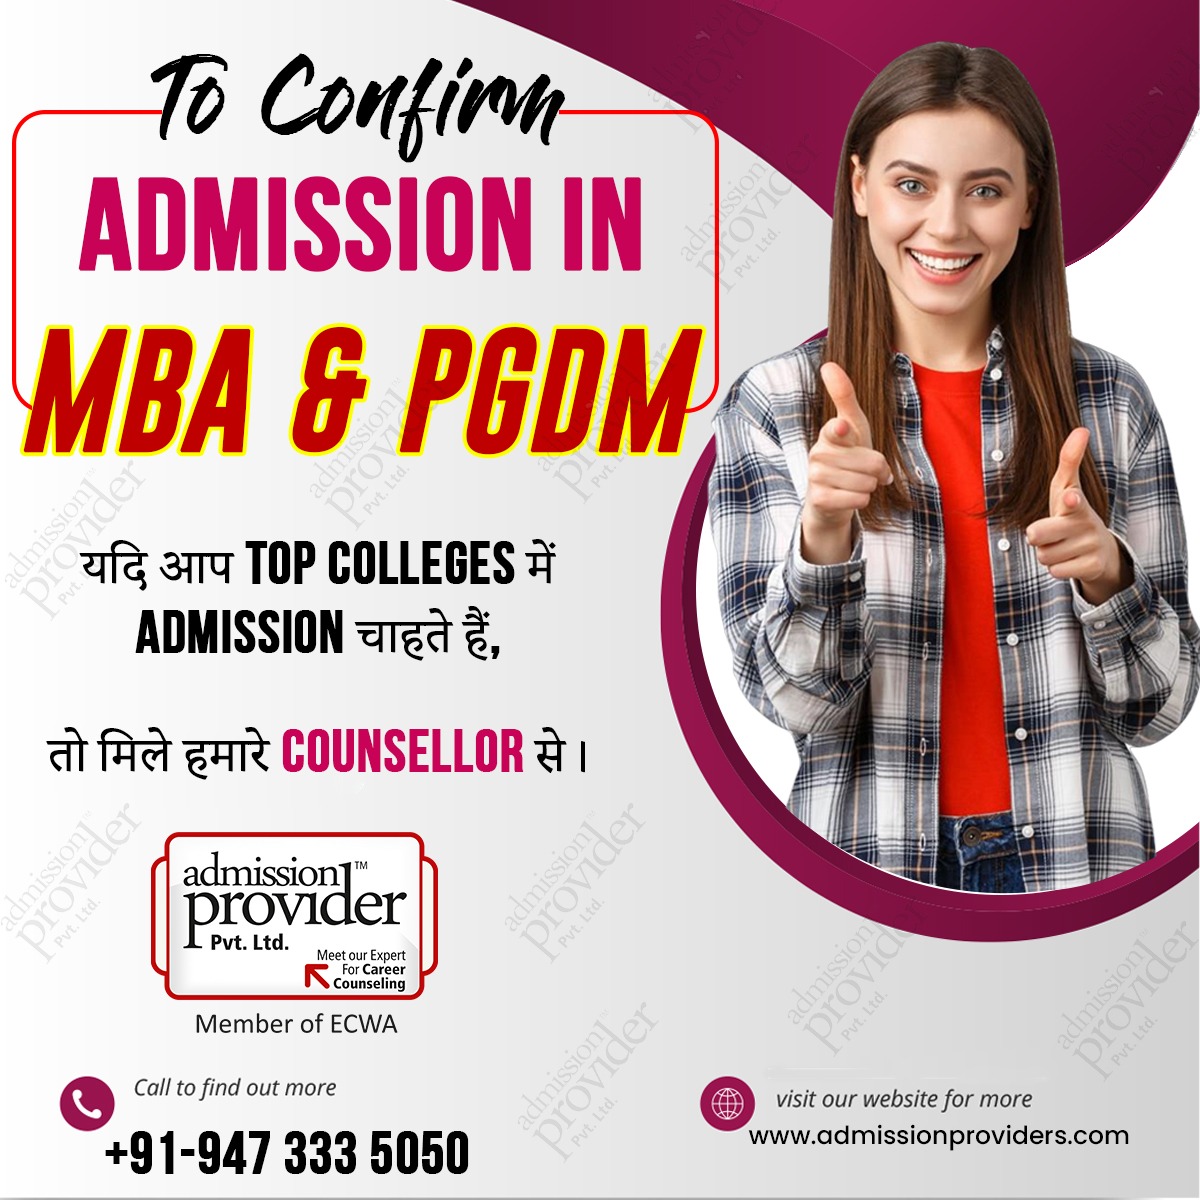 To Confirm
ADMISSION IN
MBA & PGDM
यदि आप TOP COLLEGES में
ADMISSION चाहते हैं,
तो मिले हमारे COUNSELLOR से।
admission™
provider
Pvt. Ltd.
Meet our Expert
For Career
Counseling
Member of ECWA
Call to find out more
+91-947 333 5050
visit our website for more
www.admissionproviders.com